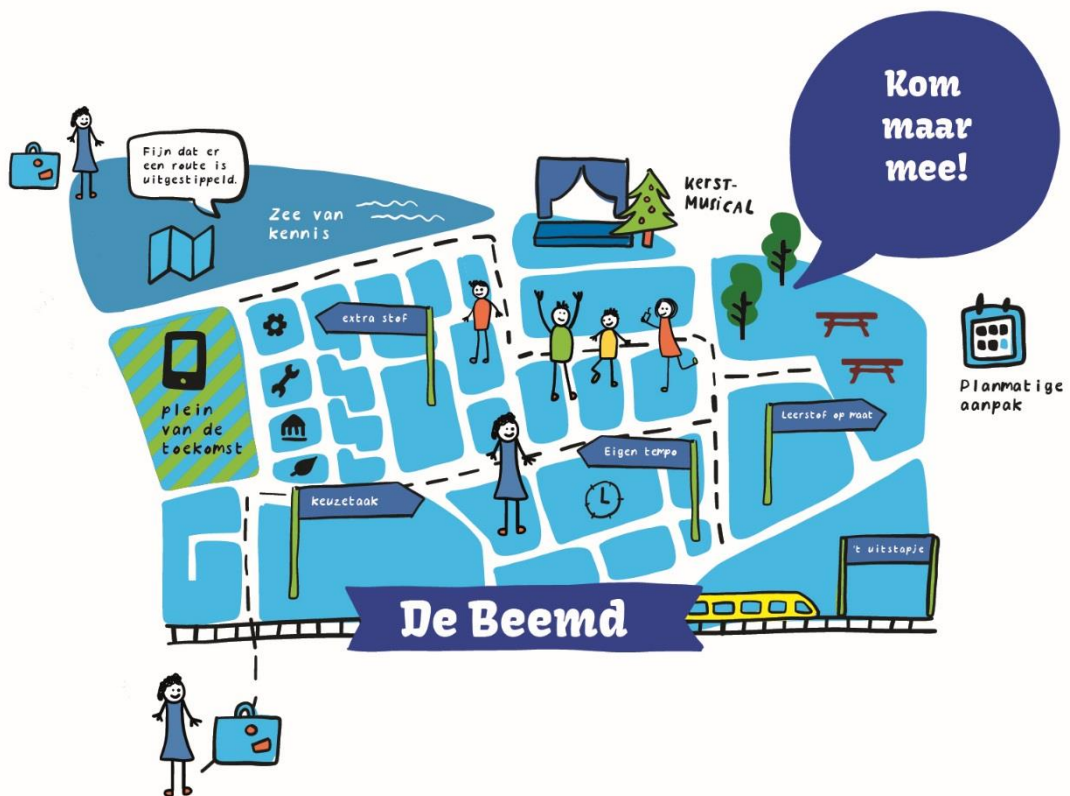 Kom
maar
mee!
Fijn dat er
een route is
uitgestippeld.
Zee van
kennis
KERST-
MUSICAL
extra stof
plein
van de
toekomst
Planmatige
aanpak
Leerstof op maat
Eigen tempo
keuzetaak
't uitstapje
De Beemd